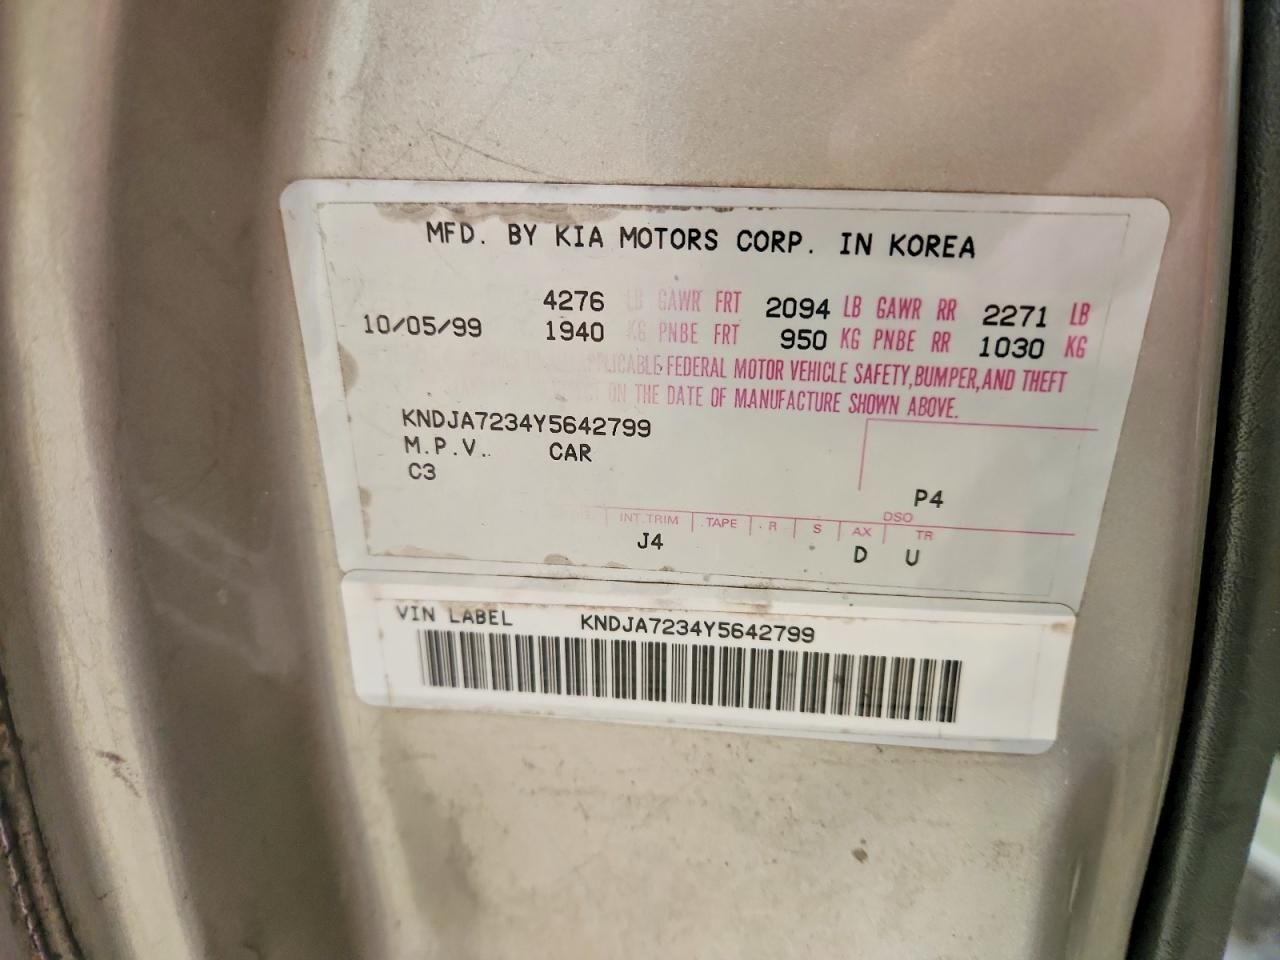 MFD. BY KIA MOTORS CORP. IN KOREA
4276 LB GAWR FRT 2094 LB GAWR RR 2271 LB
10/05/99 1940 KG PNBE FRT 950 KG PNBE RR 1030 KG
APPLICABLE FEDERAL MOTOR VEHICLE SAFETY,BUMPER,AND THEFT
ON THE DATE OF MANUFACTURE SHOWN ABOVE.
KNDJA7234Y5642799
M.P.V. CAR
C3
P4
DSO
INT.TRIM TAPE R S AX TR
J4 D U
VIN LABEL KNDJA7234Y5642799